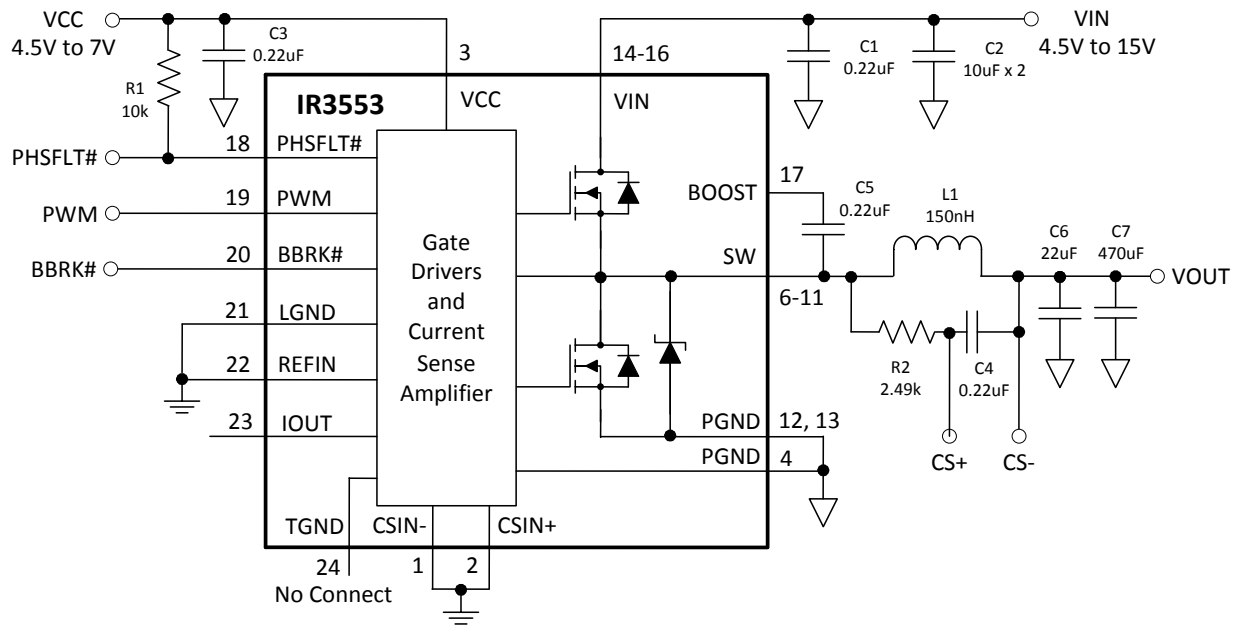 VCC
4.5V to 7V
C3
0.22uF
3
14-16
C1
0.22uF
C2
10uF x 2
VIN
4.5V to 15V
R1
10k
IR3553
VCC
VIN
PHSFLT#
18
PHSFLT#
PWM
19
PWM
BBRK#
20
BBRK#
21
LGND
22
REFIN
23
IOUT
Gate
Drivers
and
Current
Sense
Amplifier
BOOST
17
C5
0.22uF
SW
6-11
L1
150nH
C6
22uF
C7
470uF
VOUT
R2
2.49k
C4
0.22uF
CS+
CS-
PGND
12, 13
PGND
4
TGND
CSIN-
CSIN+
24
1
2
No Connect